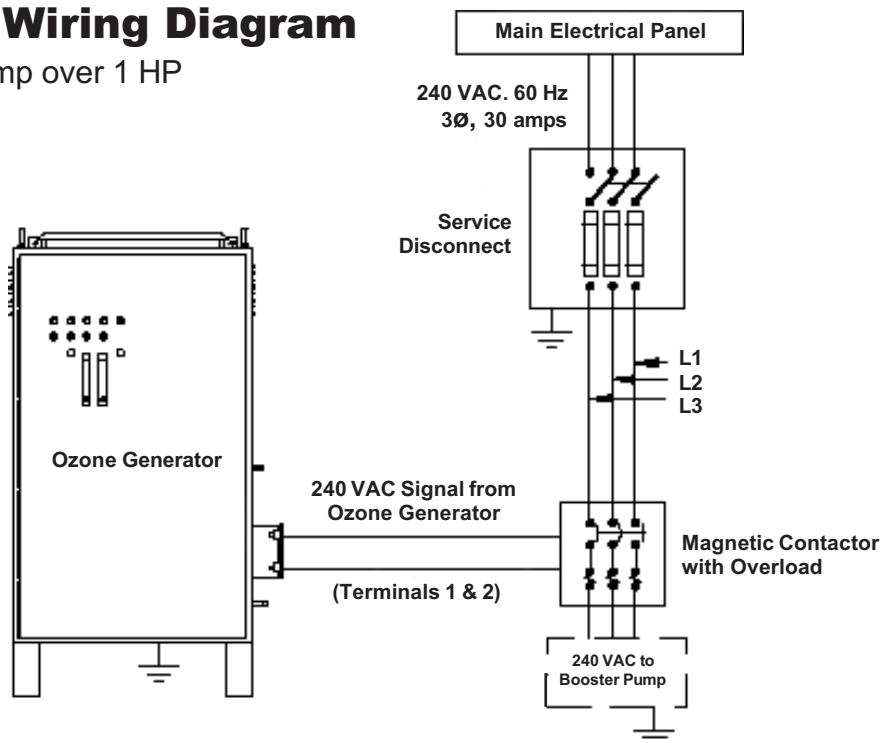 Wiring Diagram
over 1 HP
Main Electrical Panel
240 VAC. 60 Hz
3Ø, 30 amps
Service
Disconnect
L1
L2
L3
Ozone Generator
240 VAC Signal from
Ozone Generator
(Terminals 1 & 2)
Magnetic Contactor
with Overload
240 VAC to
Booster Pump